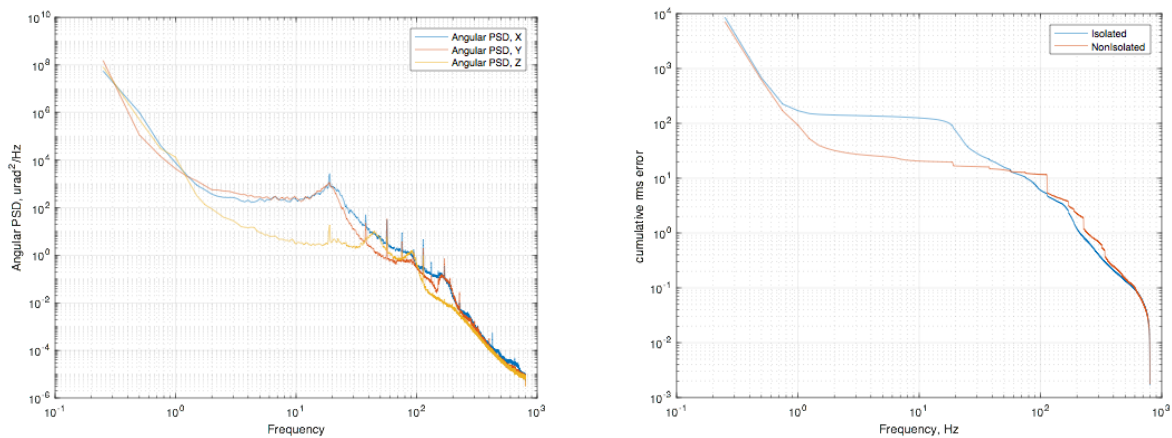 10^10
10^8
10^6
10^4
10^2
10^0
10^-2
10^-4
10^-6
Angular PSD, urad^2/Hz
Angular PSD, X
Angular PSD, Y
Angular PSD, Z
10^-1 10^0 10^1 10^2 10^3
Frequency
10^4
10^3
10^2
10^1
10^0
10^-1
10^-2
10^-3
cumulative rms error
Isolated
NonIsolated
10^-1 10^0 10^1 10^2 10^3
Frequency, Hz